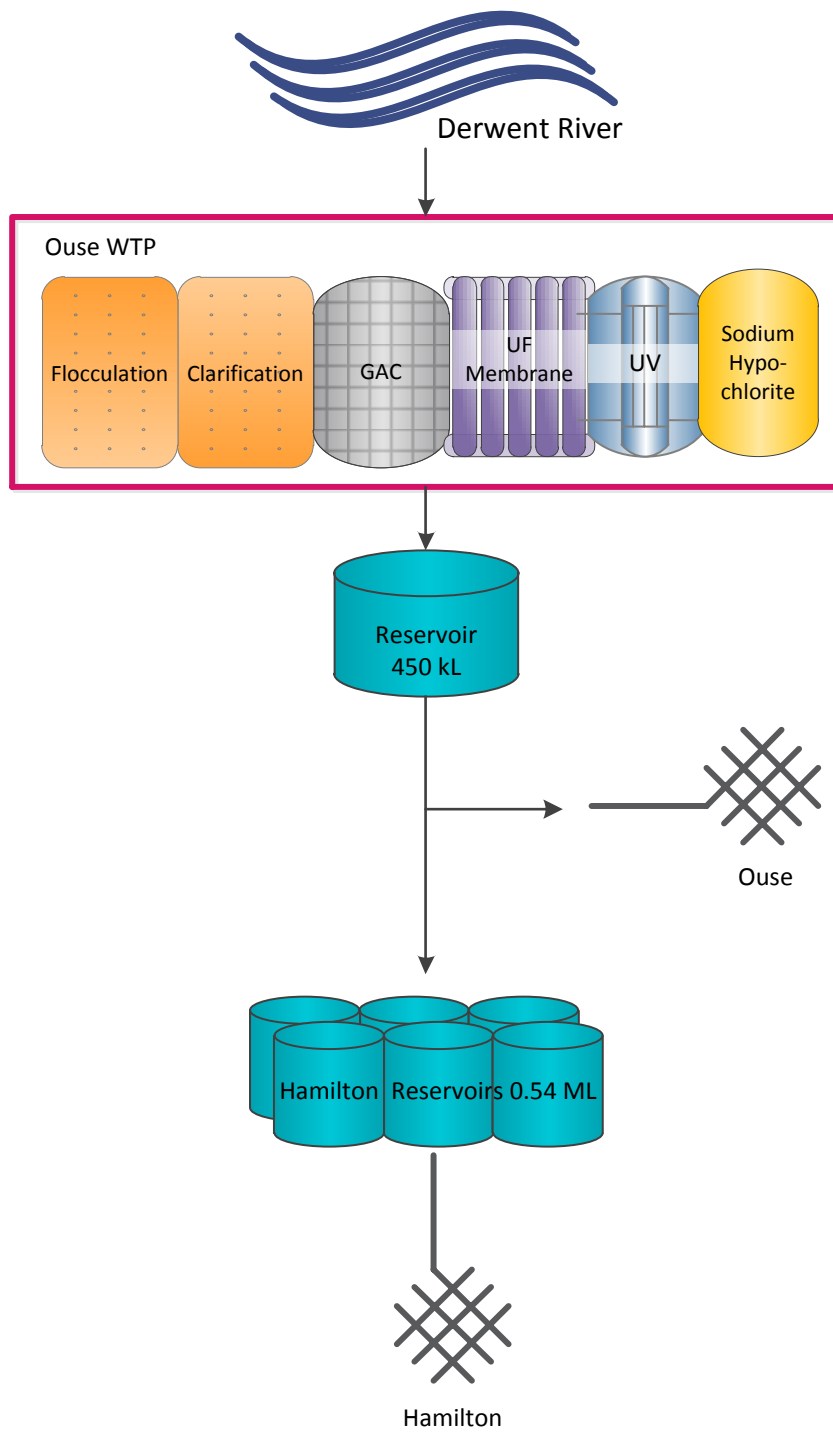 Derwent River
Ouse WTP
Flocculation
Clarification
GAC
UF
Membrane
UV
Sodium
Hypo-
chlorite
Reservoir
450 kL
Ouse
Hamilton Reservoirs 0.54 ML
Hamilton